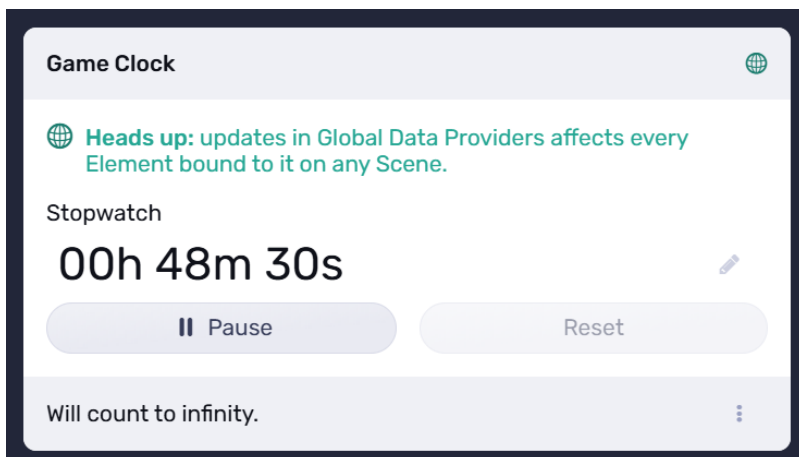 Game Clock
Heads up: updates in Global Data Providers affects every
Element bound to it on any Scene.
Stopwatch
00h 48m 30s
Pause
Reset
Will count to infinity.